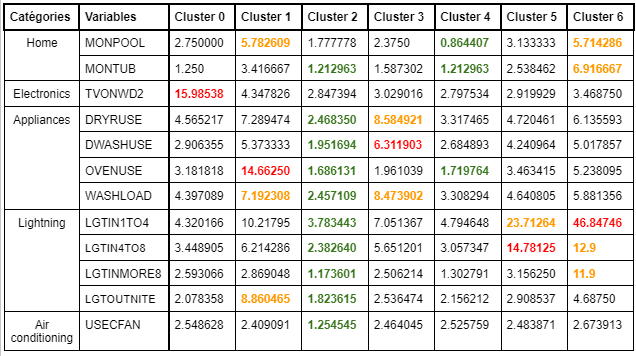 Catégories Variables Cluster 0 Cluster 1 Cluster 2 Cluster 3 Cluster 4 Cluster 5 Cluster 6
Home MONPOOL 2.750000 5.782609 1.777778 2.3750 0.864407 3.133333 5.714286
MONTUB 1.250 3.416667 1.212963 1.587302 1.212963 2.538462 6.916667
Electronics TVONWD2 15.98538 4.347826 2.847394 3.029016 2.797534 2.919929 3.468750
Appliances DRYRUSE 4.565217 7.289474 2.468350 8.584921 3.317465 4.720461 6.135593
DWASHUSE 2.906355 5.373333 1.951694 6.311903 2.684893 4.240964 5.017857
OVENUSE 3.181818 14.66250 1.686131 1.961039 1.719764 3.463415 5.238095
WASHLOAD 4.397089 7.192308 2.457109 8.473902 3.308294 4.640805 5.881356
Lightning LGTIN1TO4 4.320166 10.21795 3.783443 7.051367 4.794648 23.71264 46.84746
LGTIN4TO8 3.448905 6.214286 2.382640 5.651201 3.057347 14.78125 12.9
LGTINMORE8 2.593066 2.869048 1.173601 2.506214 1.302791 3.156250 11.9
LGTOUTNITE 2.078358 8.860465 1.823615 2.536474 2.156212 2.908537 4.68750
Air conditioning USECFAN 2.548628 2.409091 1.254545 2.464045 2.525759 2.483871 2.673913